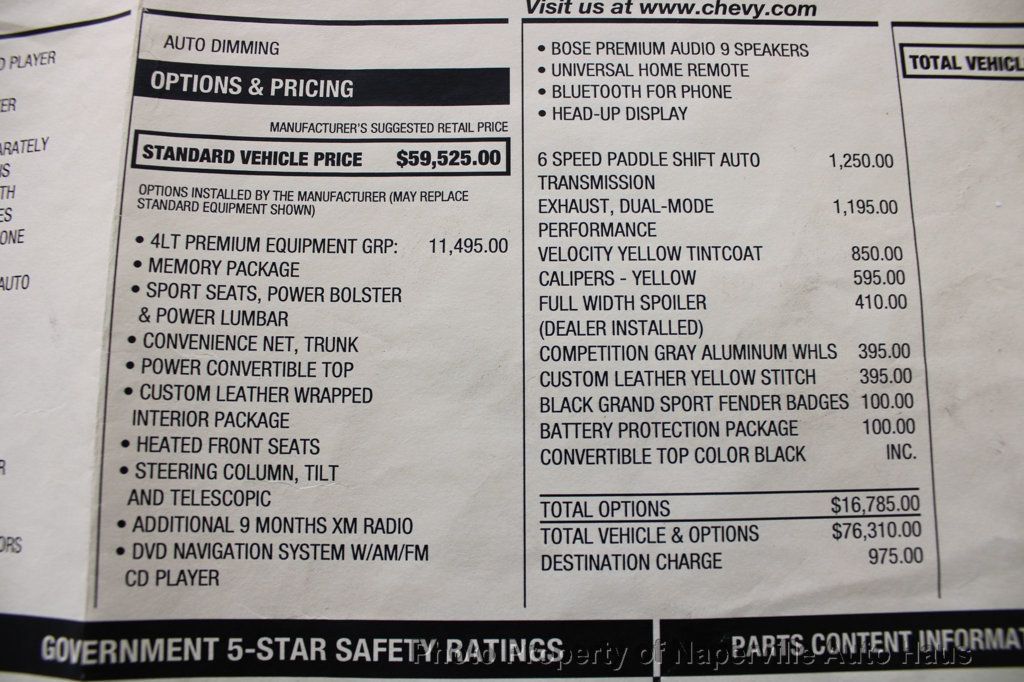 D PLAYER
ER
ARATELY
S
TH
ES
ONE
AUTO
R
ORS
AUTO DIMMING
OPTIONS & PRICING
MANUFACTURER'S SUGGESTED RETAIL PRICE
STANDARD VEHICLE PRICE $59,525.00
OPTIONS INSTALLED BY THE MANUFACTURER (MAY REPLACE
STANDARD EQUIPMENT SHOWN)
• 4LT PREMIUM EQUIPMENT GRP: 11,495.00
• MEMORY PACKAGE
• SPORT SEATS, POWER BOLSTER
& POWER LUMBAR
• CONVENIENCE NET, TRUNK
• POWER CONVERTIBLE TOP
• CUSTOM LEATHER WRAPPED
INTERIOR PACKAGE
• HEATED FRONT SEATS
• STEERING COLUMN, TILT
AND TELESCOPIC
• ADDITIONAL 9 MONTHS XM RADIO
• DVD NAVIGATION SYSTEM W/AM/FM
CD PLAYER
Visit us at www.chevy.com
• BOSE PREMIUM AUDIO 9 SPEAKERS
• UNIVERSAL HOME REMOTE
• BLUETOOTH FOR PHONE
• HEAD-UP DISPLAY
6 SPEED PADDLE SHIFT AUTO 1,250.00
TRANSMISSION
EXHAUST, DUAL-MODE 1,195.00
PERFORMANCE
VELOCITY YELLOW TINTCOAT 850.00
CALIPERS - YELLOW 595.00
FULL WIDTH SPOILER 410.00
(DEALER INSTALLED)
COMPETITION GRAY ALUMINUM WHLS 395.00
CUSTOM LEATHER YELLOW STITCH 395.00
BLACK GRAND SPORT FENDER BADGES 100.00
BATTERY PROTECTION PACKAGE 100.00
CONVERTIBLE TOP COLOR BLACK INC.
TOTAL OPTIONS $16,785.00
TOTAL VEHICLE & OPTIONS $76,310.00
DESTINATION CHARGE 975.00
TOTAL VEHICL
GOVERNMENT 5-STAR SAFETY RATINGS
PARTS CONTENT INFORMAT
Photo Property of Naperville Auto Haus